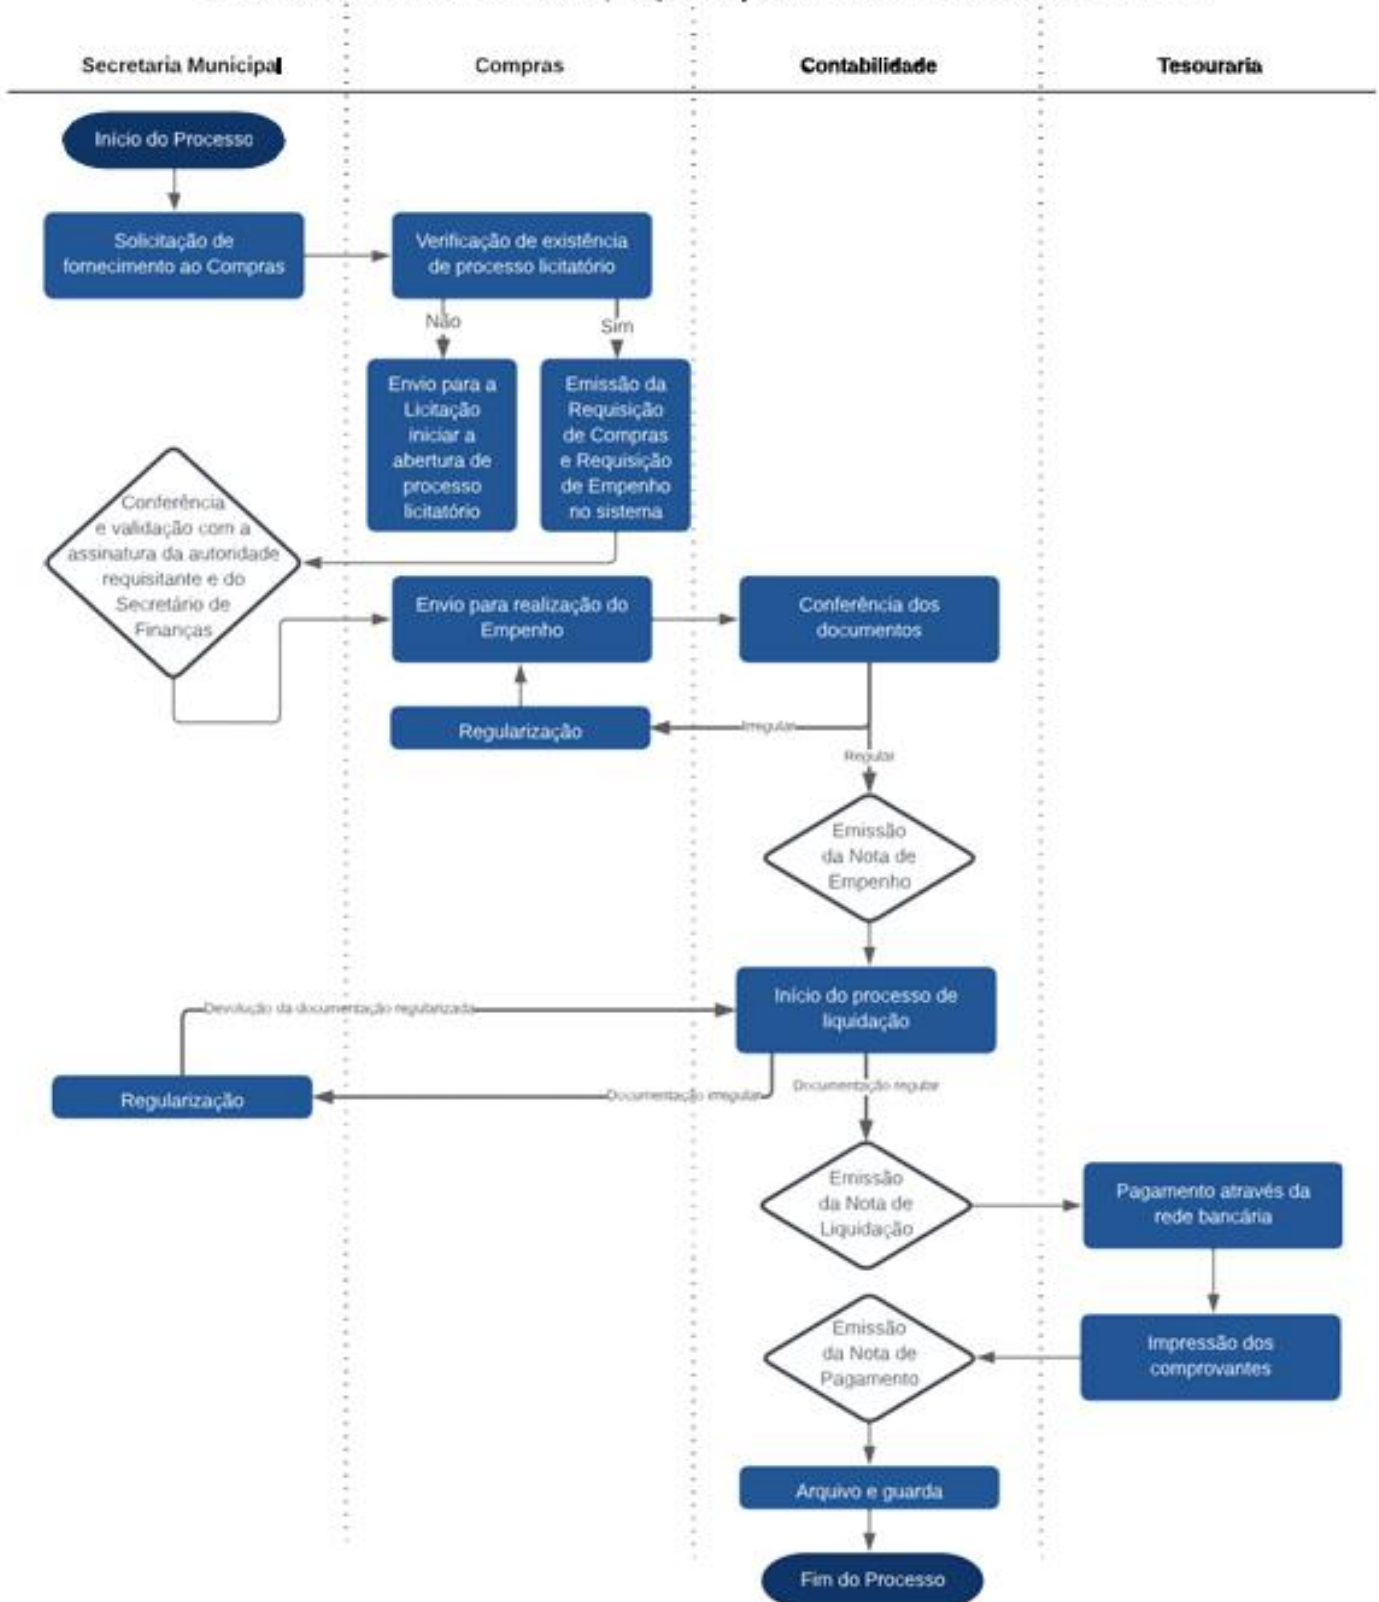 Secretaria Municipal
Compras
Contabilidade
Tesouraria
Início do Processo
Solicitação de
fornecimento ao Compras
Verificação de existência
de processo licitatório
Não
Sim
Envio para a
Licitação
iniciar a
abertura de
processo
licitatório
Emissão da
Requisição
de Compras
e Requisição
de Empenho
no sistema
Conferência
e validação com a
assinatura da autoridade
requisitante e do
Secretário de
Finanças
Envio para realização do
Empenho
Conferência dos
documentos
Regularização
Irregular
Regular
Emissão
da Nota de
Empenho
Início do processo de
liquidação
Devolução da documentação regularizada
Regularização
Documentação irregular
Documentação regular
Emissão
da Nota de
Liquidação
Pagamento através da
rede bancária
Emissão
da Nota de
Pagamento
Impressão dos
comprovantes
Arquivo e guarda
Fim do Processo